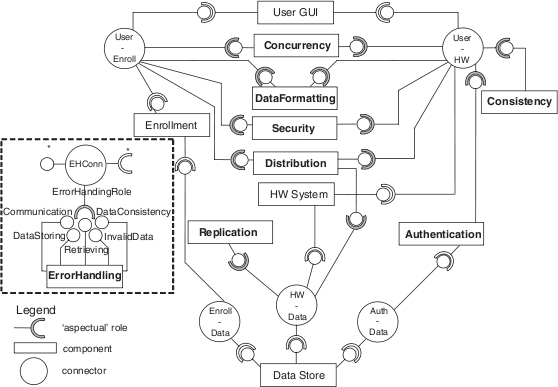 User GUI
User
-
Enroll
Concurrency
User
-
HW
DataFormatting
Consistency
Enrollment
Security
Distribution
*
*
EHConn
ErrorHandingRole
HW System
Communication
DataConsistency
DataStoring
InvalidData
Retrieving
Replication
Authentication
ErrorHandling
HW
-
Data
Enroll
-
Data
Auth
-
Data
Legend
'aspectual' role
component
connector
Data Store